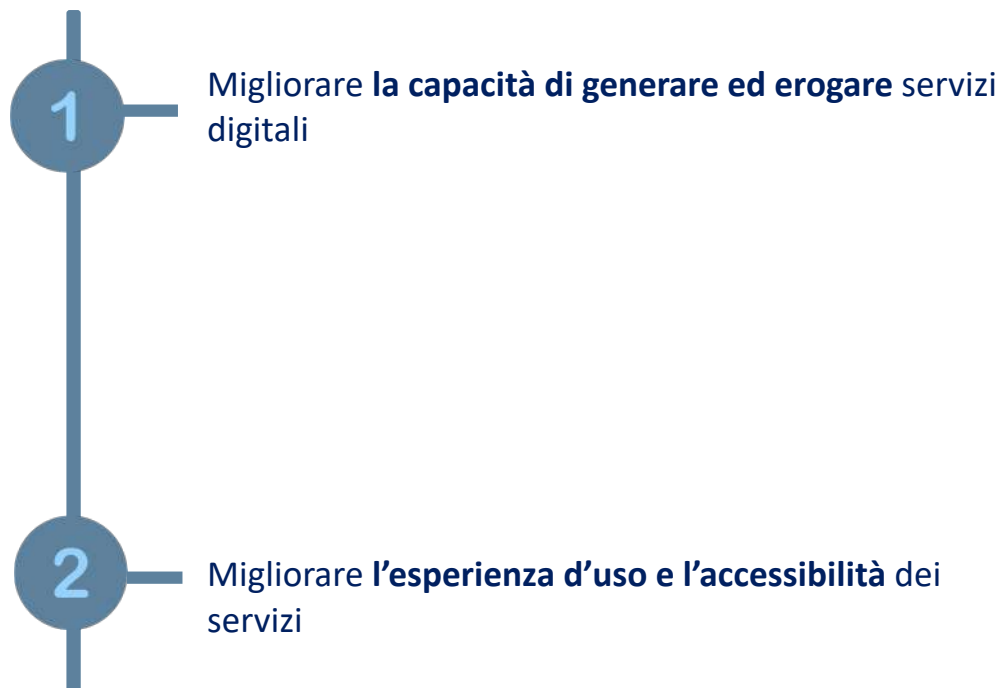 1
Migliorare la capacità di generare ed erogare servizi
digitali
2
Migliorare l’esperienza d’uso e l’accessibilità dei
servizi